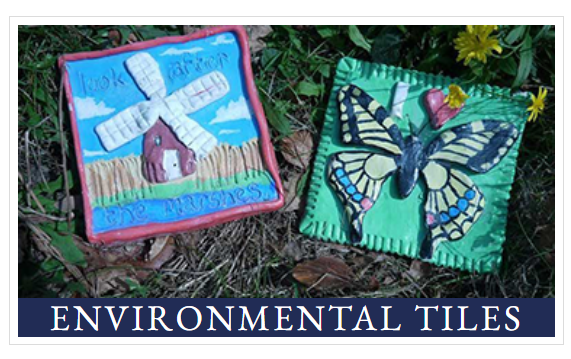 look after
the marshes
ENVIRONMENTAL TILES